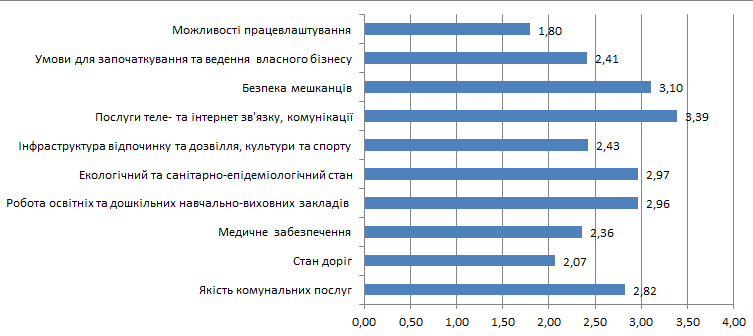 Можливості працевлаштування 1,80
Умови для започаткування та ведення власного бізнесу 2,41
Безпека мешканців 3,10
Послуги теле- та інтернет зв'язку, комунікації 3,39
Інфраструктура відпочинку та дозвілля, культури та спорту 2,43
Екологічний та санітарно-епідеміологічний стан 2,97
Робота освітніх та дошкільних навчально-виховних закладів 2,96
Медичне забезпечення 2,36
Стан доріг 2,07
Якість комунальних послуг 2,82
0,00 0,50 1,00 1,50 2,00 2,50 3,00 3,50 4,00